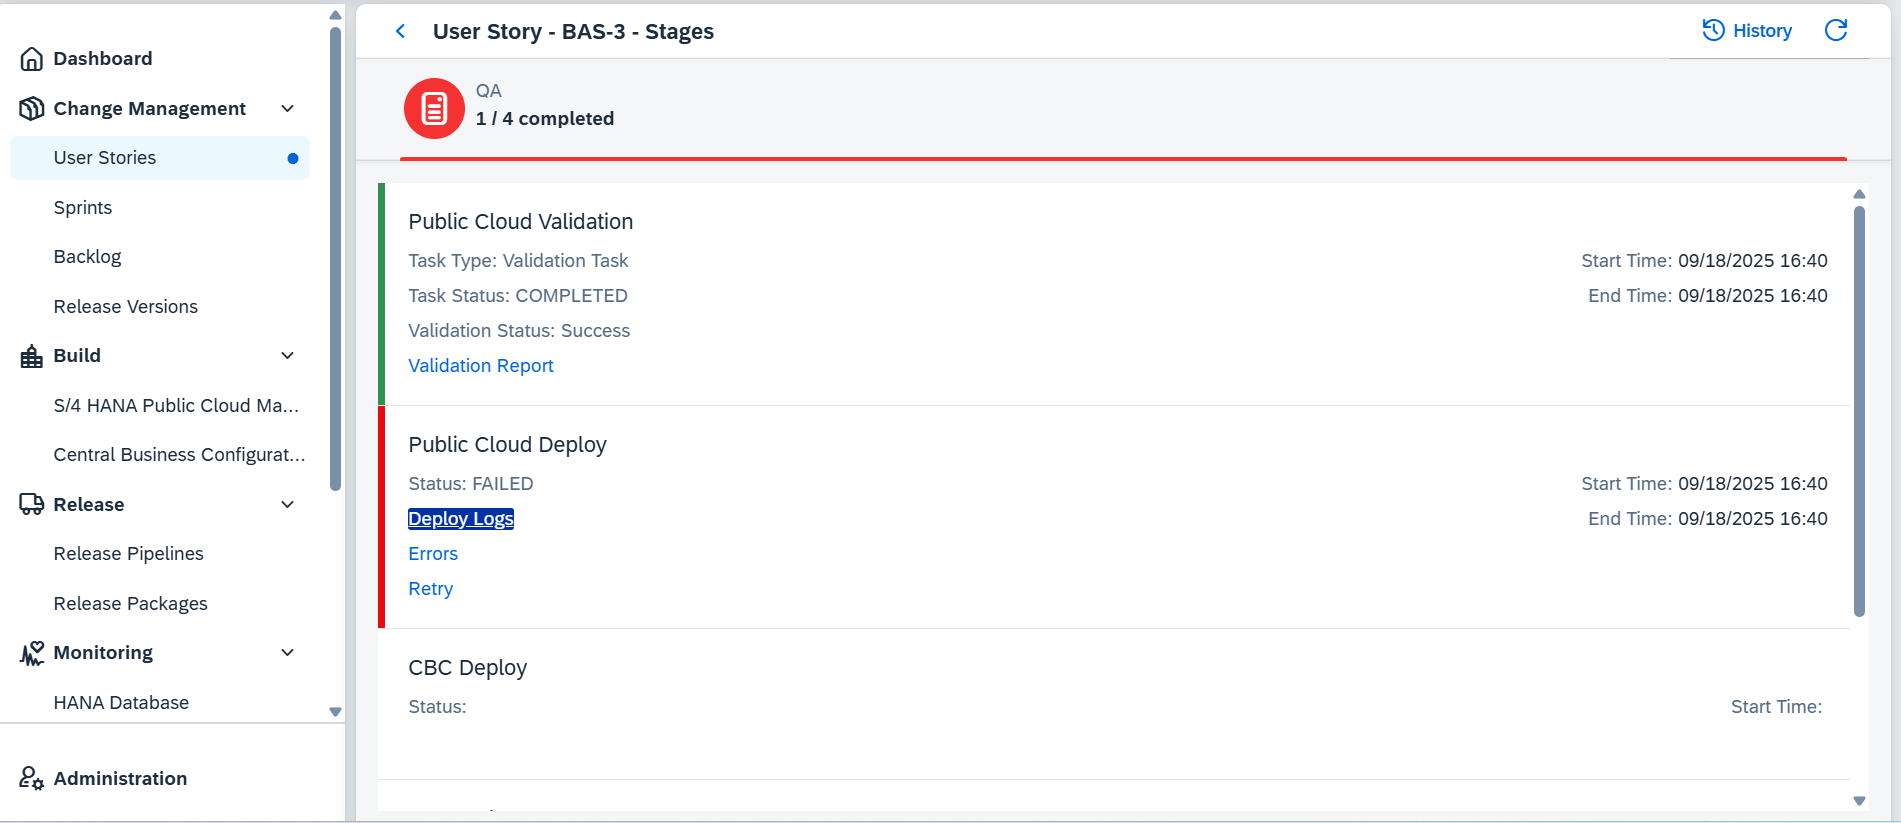 Dashboard
Change Management
User Stories
Sprints
Backlog
Release Versions
Build
S/4 HANA Public Cloud Ma...
Central Business Configurat...
Release
Release Pipelines
Release Packages
Monitoring
HANA Database
Administration
User Story - BAS-3 - Stages
History
QA
1 / 4 completed
Public Cloud Validation
Task Type: Validation Task
Start Time: 09/18/2025 16:40
Task Status: COMPLETED
End Time: 09/18/2025 16:40
Validation Status: Success
Validation Report
Public Cloud Deploy
Status: FAILED
Start Time: 09/18/2025 16:40
Deploy Logs
End Time: 09/18/2025 16:40
Errors
Retry
CBC Deploy
Status:
Start Time: